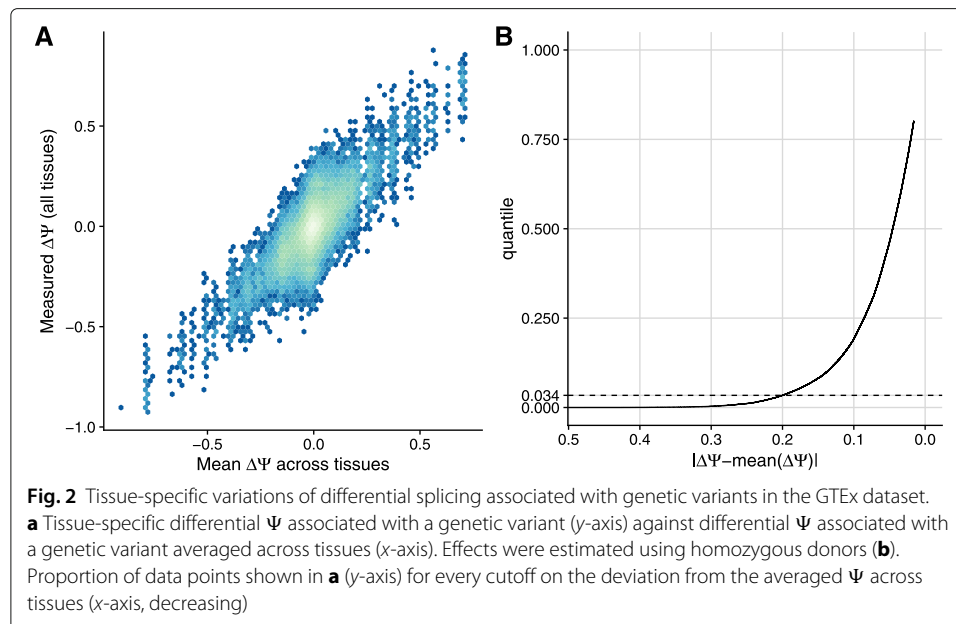 A
Measured ΔΨ (all tissues)
0.5
0.0
−0.5
−1.0
−0.5
0.0
0.5
Mean ΔΨ across tissues
B
quantile
1.000
0.750
0.500
0.250
0.034
0.000
0.5
0.4
0.3
0.2
0.1
0.0
|ΔΨ−mean(ΔΨ)|
Fig. 2 Tissue-specific variations of differential splicing associated with genetic variants in the GTEx dataset.
a Tissue-specific differential Ψ associated with a genetic variant (y-axis) against differential Ψ associated with
a genetic variant averaged across tissues (x-axis). Effects were estimated using homozygous donors (b).
Proportion of data points shown in a (y-axis) for every cutoff on the deviation from the averaged Ψ across
tissues (x-axis, decreasing)